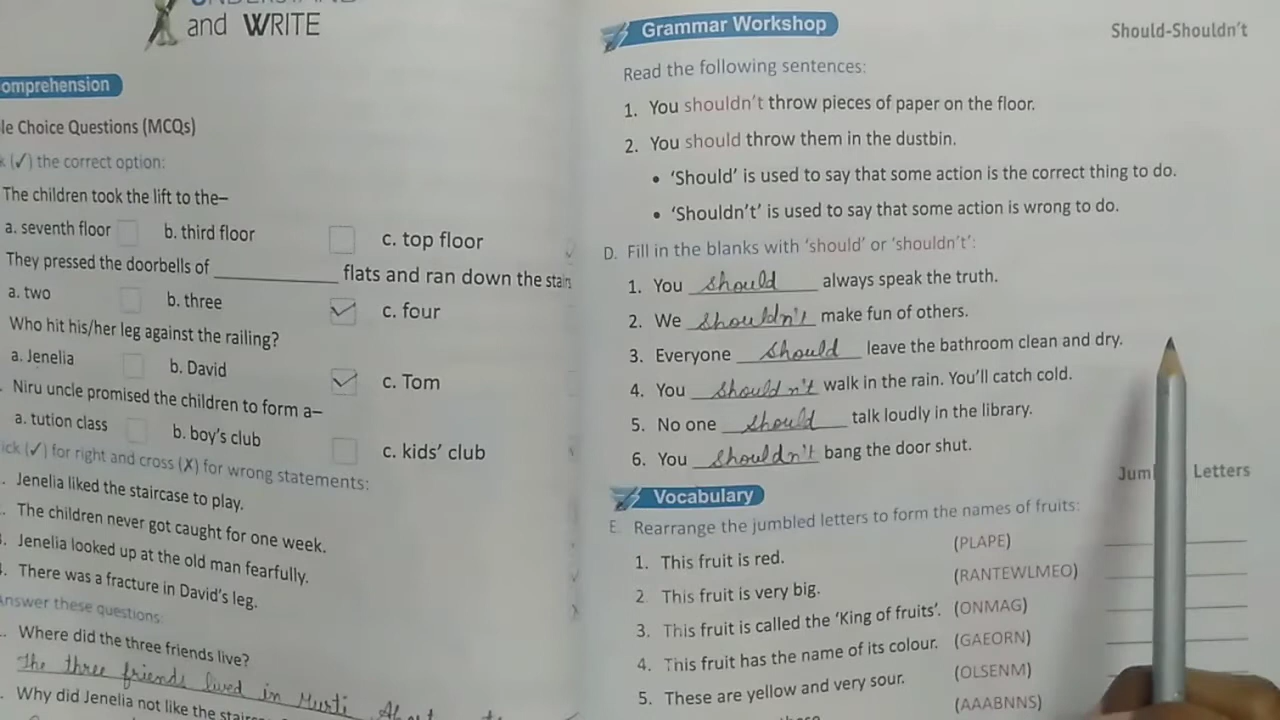 and WRITE
omprehension
le Choice Questions (MCQs)
(✓) the correct option:
The children took the lift to the–
a. seventh floor b. third floor c. top floor
They pressed the doorbells of ____________ flats and ran down the stairs
a. two b. three c. four
Who hit his/her leg against the railing?
a. Jenelia b. David c. Tom
Niru uncle promised the children to form a–
a. tution class b. boy's club c. kids' club
ick (✓) for right and cross (X) for wrong statements:
Jenelia liked the staircase to play.
The children never got caught for one week.
Jenelia looked up at the old man fearfully.
There was a fracture in David's leg.
Answer these questions:
Where did the three friends live?
The three friends lived in
Why did Jenelia not like the stair
Grammar Workshop
Should-Shouldn't
Read the following sentences:
1. You shouldn't throw pieces of paper on the floor.
2. You should throw them in the dustbin.
• 'Should' is used to say that some action is the correct thing to do.
• 'Shouldn't' is used to say that some action is wrong to do.
D. Fill in the blanks with 'should' or 'shouldn't':
1. You should always speak the truth.
2. We shouldn't make fun of others.
3. Everyone should leave the bathroom clean and dry.
4. You shouldn't walk in the rain. You'll catch cold.
5. No one should talk loudly in the library.
6. You shouldn't bang the door shut.
Vocabulary
Jum Letters
E. Rearrange the jumbled letters to form the names of fruits:
1. This fruit is red. (PLAPE)
2. This fruit is very big. (RANTEWLMEO)
3. This fruit is called the 'King of fruits'. (ONMAG)
4. This fruit has the name of its colour. (GAEORN)
5. These are yellow and very sour. (OLSENM)
(AAABNNS)